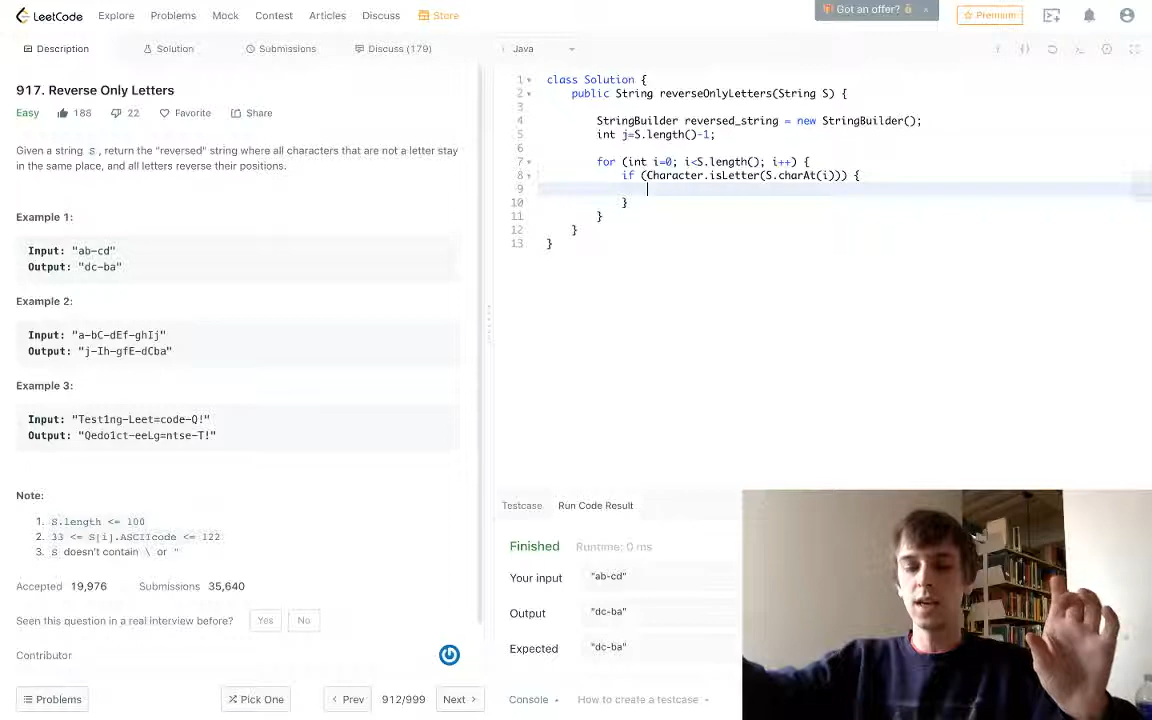 LeetCode Explore Problems Mock Contest Articles Discuss Store Got an offer? × Premium
Description Solution Submissions Discuss (179) Java
917. Reverse Only Letters
Easy 188 22 Favorite Share
Given a string S, return the "reversed" string where all characters that are not a letter stay
in the same place, and all letters reverse their positions.
Example 1:
Input: "ab-cd"
Output: "dc-ba"
Example 2:
Input: "a-bC-dEf-ghIj"
Output: "j-Ih-gfE-dCba"
Example 3:
Input: "Test1ng-Leet=code-Q!"
Output: "Qedo1ct-eeLg=ntse-T!"
Note:
1. S.length <= 100
2. 33 <= S[i].ASCIIcode <= 122
3. S doesn't contain \ or "
Accepted 19,976 Submissions 35,640
Seen this question in a real interview before? Yes No
Contributor
Problems Pick One < Prev 912/999 Next >
1 class Solution {
2 public String reverseOnlyLetters(String S) {
3
4 StringBuilder reversed_string = new StringBuilder();
5 int j=S.length()-1;
6
7 for (int i=0; i<S.length(); i++) {
8 if (Character.isLetter(S.charAt(i))) {
9
10 }
11 }
12 }
13 }
Testcase Run Code Result
Finished Runtime: 0 ms
Your input "ab-cd"
Output "dc-ba"
Expected "dc-ba"
Console How to create a testcase